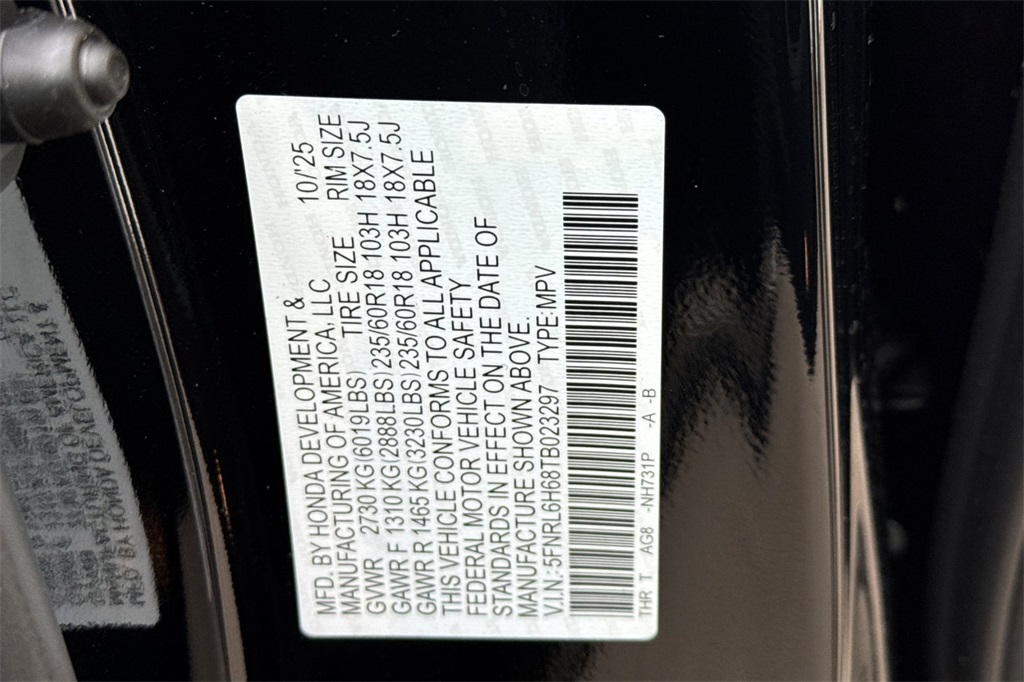 MFD. BY HONDA DEVELOPMENT &
MANUFACTURING OF AMERICA, LLC 10/'25
GVWR 2730 KG(6019LBS) TIRE SIZE RIM SIZE
GAWR F 1310 KG(2888LBS) 235/60R18 103H 18X7.5J
GAWR R 1465 KG(3230LBS) 235/60R18 103H 18X7.5J
THIS VEHICLE CONFORMS TO ALL APPLICABLE
FEDERAL MOTOR VEHICLE SAFETY
STANDARDS IN EFFECT ON THE DATE OF
MANUFACTURE SHOWN ABOVE.
V.I.N.:5FNRL6H68TB023297 TYPE:MPV
THR T AG8 -NH731P -A -B